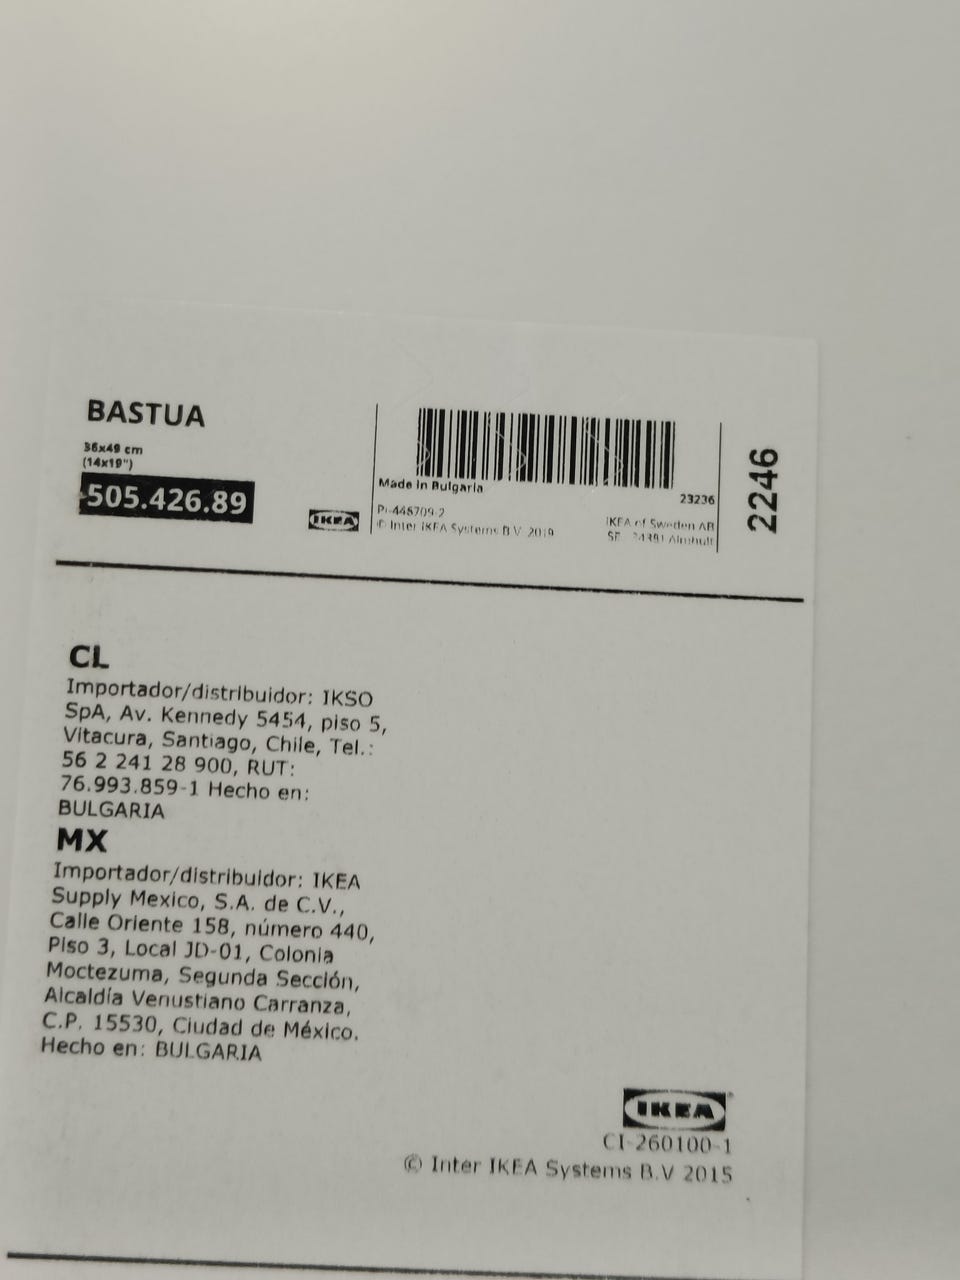 BASTUA
36x49 cm
(14x19")
505.426.89
IKEA
Made in Bulgaria
23236
PI-446709-2
© Inter IKEA Systems B.V. 2019
IKEA of Sweden AB
Älmhult
2246
CL
Importador/distribuidor: IKSO
SpA, Av. Kennedy 5454, piso 5,
Vitacura, Santiago, Chile, Tel.:
56 2 241 28 900, RUT:
76.993.859-1 Hecho en:
BULGARIA
MX
Importador/distribuidor: IKEA
Supply Mexico, S.A. de C.V.,
Calle Oriente 158, número 440,
Piso 3, Local JD-01, Colonia
Moctezuma, Segunda Sección,
Alcaldía Venustiano Carranza,
C.P. 15530, Ciudad de México.
Hecho en: BULGARIA
IKEA
CI-260100-1
© Inter IKEA Systems B.V 2015